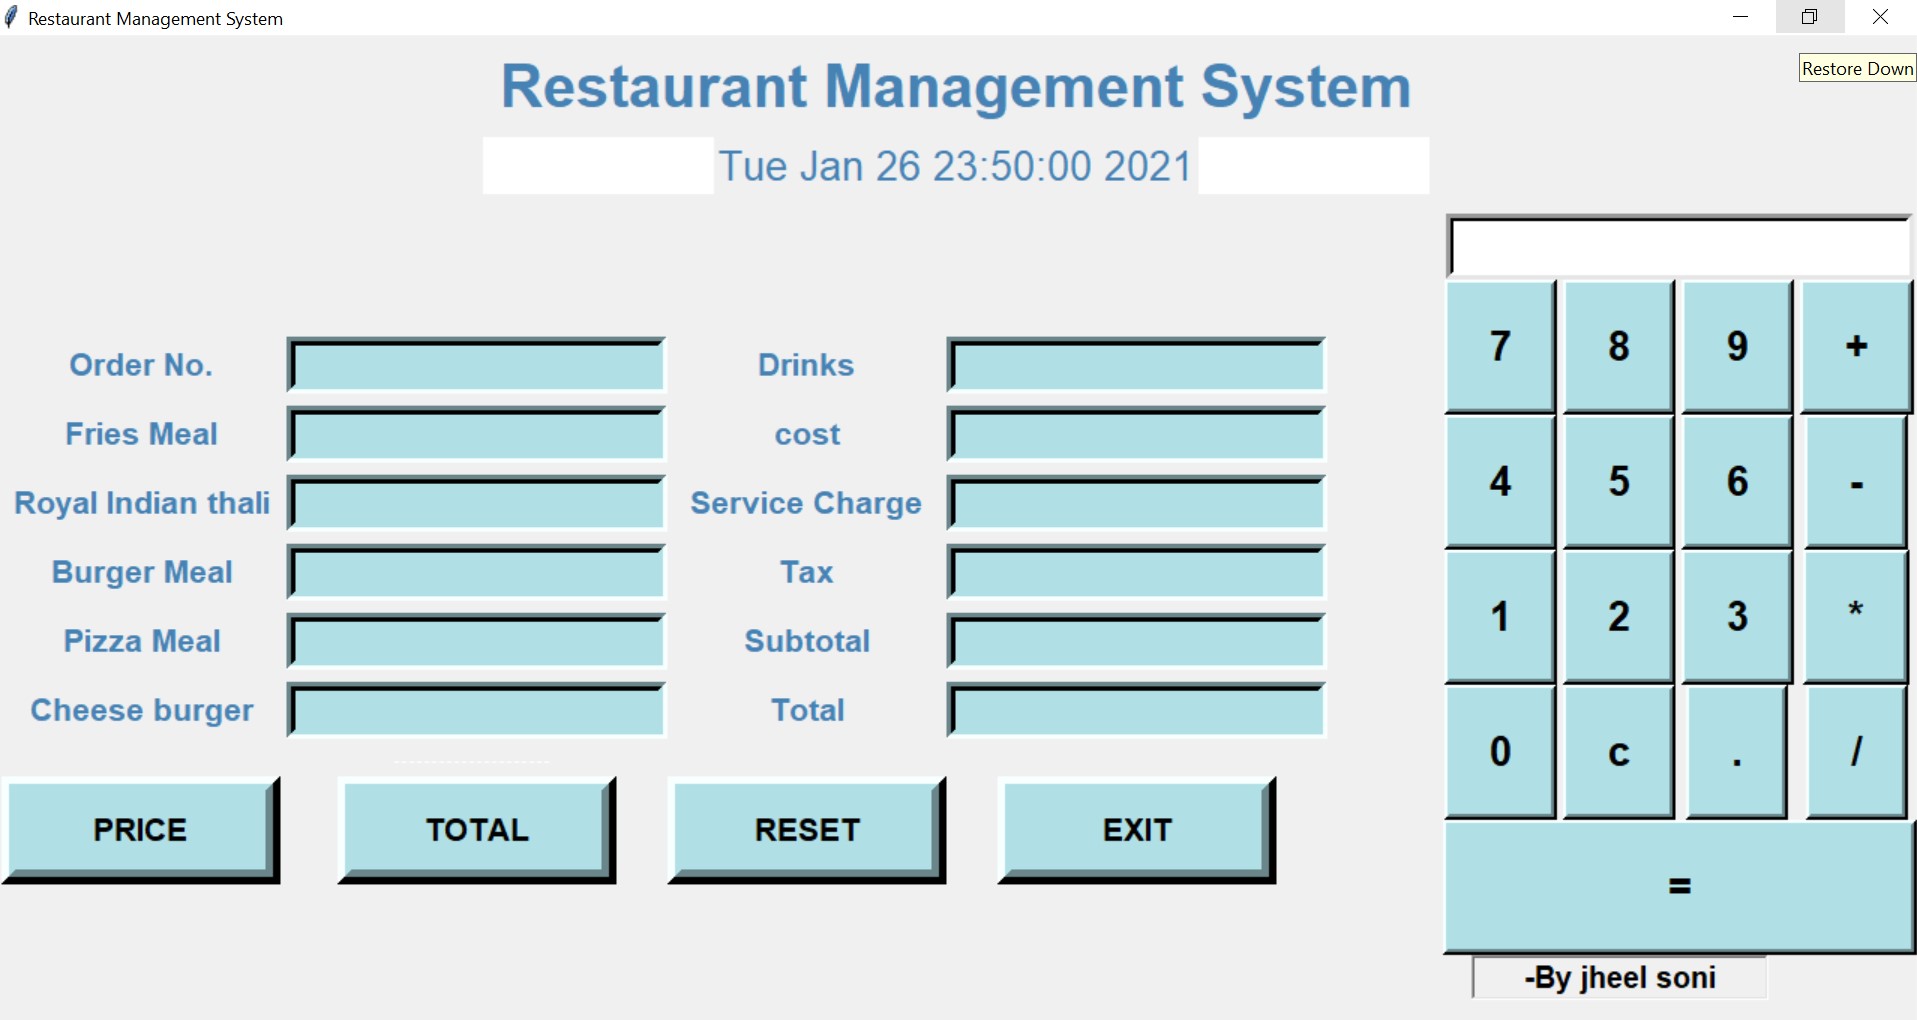 Restaurant Management System
Restore Down
Restaurant Management System
Tue Jan 26 23:50:00 2021
Order No.
Drinks
Fries Meal
cost
Royal Indian thali
Service Charge
Burger Meal
Tax
Pizza Meal
Subtotal
Cheese burger
Total
PRICE TOTAL RESET EXIT
7 8 9 +
4 5 6 -
1 2 3 *
0 c . /
=
-By jheel soni